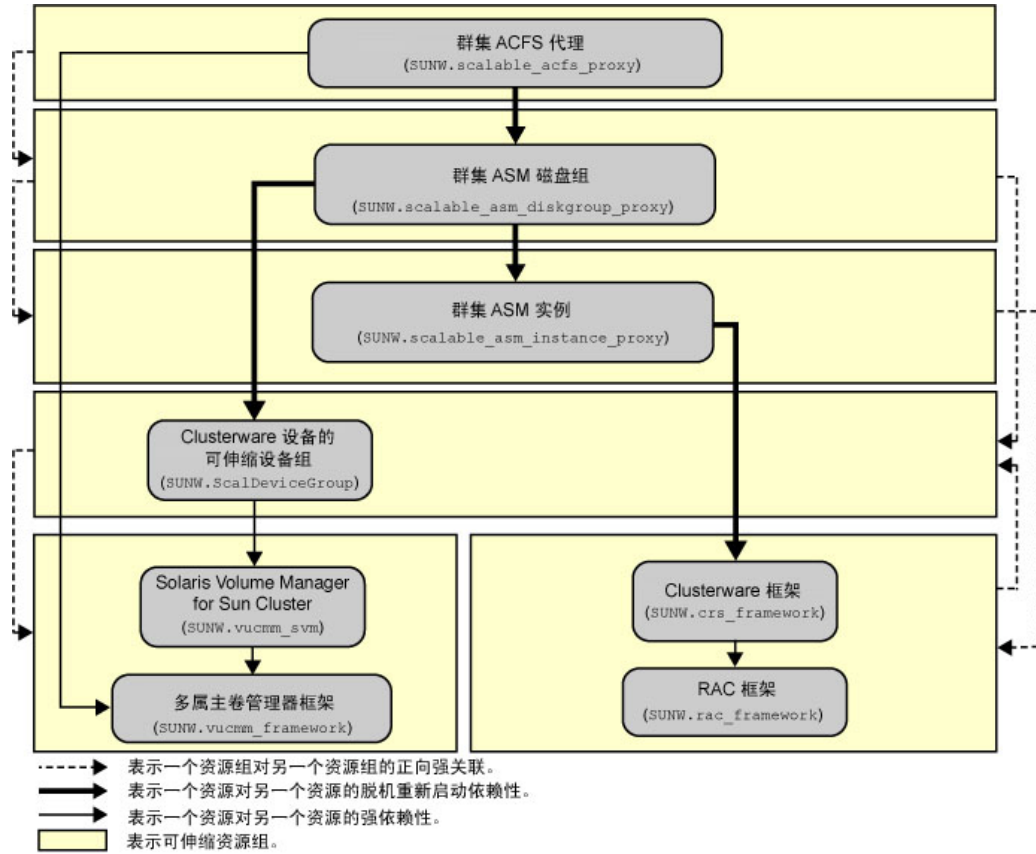 群集 ACFS 代理
(SUNW.scalable_acfs_proxy)
群集 ASM 磁盘组
(SUNW.scalable_asm_diskgroup_proxy)
群集 ASM 实例
(SUNW.scalable_asm_instance_proxy)
Clusterware 设备的
可伸缩设备组
(SUNW.ScalDeviceGroup)
Solaris Volume Manager
for Sun Cluster
(SUNW.vucmm_svm)
多属主卷管理器框架
(SUNW.vucmm_framework)
Clusterware 框架
(SUNW.crs_framework)
RAC 框架
(SUNW.rac_framework)
表示一个资源组对另一个资源组的正向强关联。
表示一个资源对另一个资源的脱机重新启动依赖性。
表示一个资源对另一个资源的强依赖性。
表示可伸缩资源组。